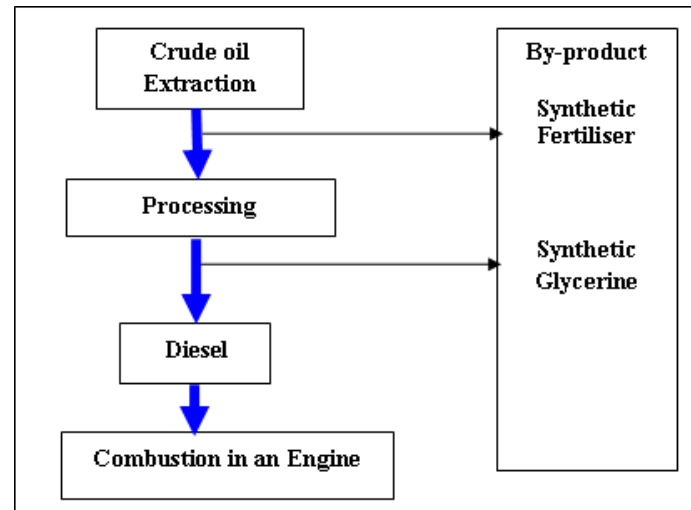 Crude oil
Extraction
By-product
Synthetic
Fertiliser
Processing
Synthetic
Glycerine
Diesel
Combustion in an Engine